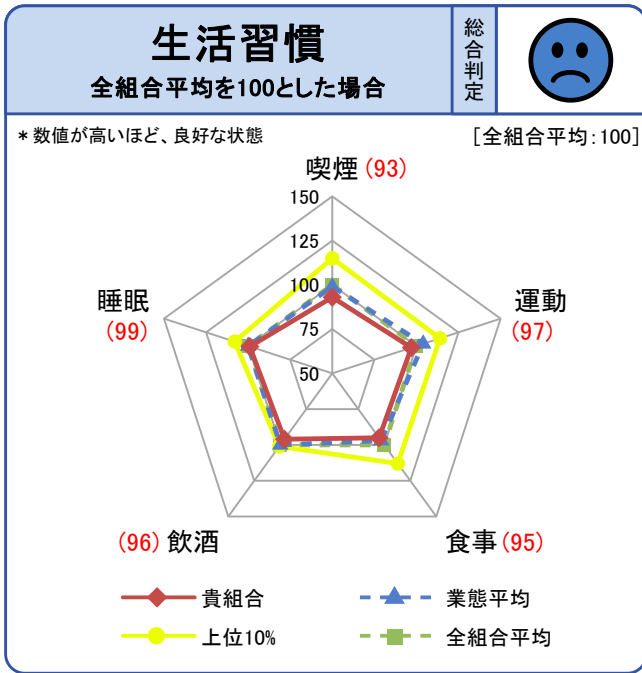 生活習慣
全組合平均を100とした場合
総合判定
*数値が高いほど、良好な状態
[全組合平均:100]
喫煙(93)
150
125
100
75
50
運動
(97)
睡眠
(99)
(96)飲酒
食事(95)
貴組合
業態平均
上位10%
全組合平均